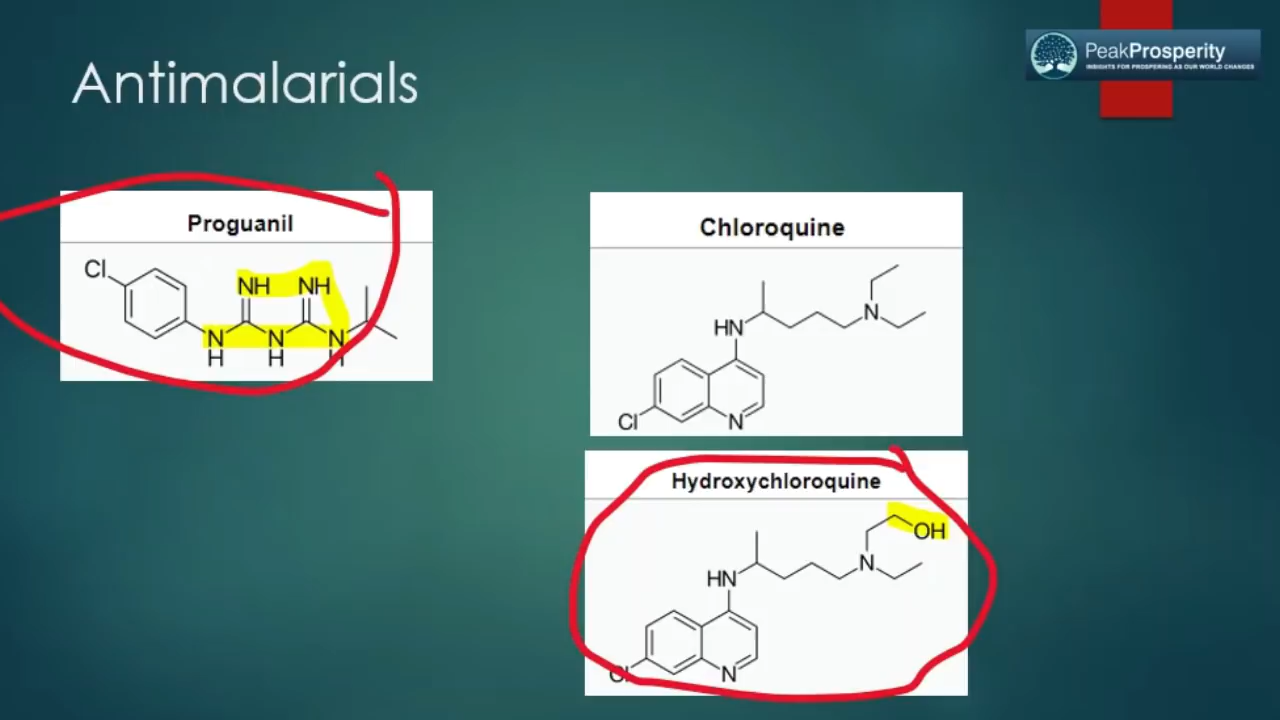 Antimalarials
PeakProsperity
INSIGHTS FOR PROSPERING AS OUR WORLD CHANGES
Proguanil
Cl
NH NH
N N N
H H H
Chloroquine
HN
N
Cl
N
Hydroxychloroquine
OH
N
HN
Cl
N